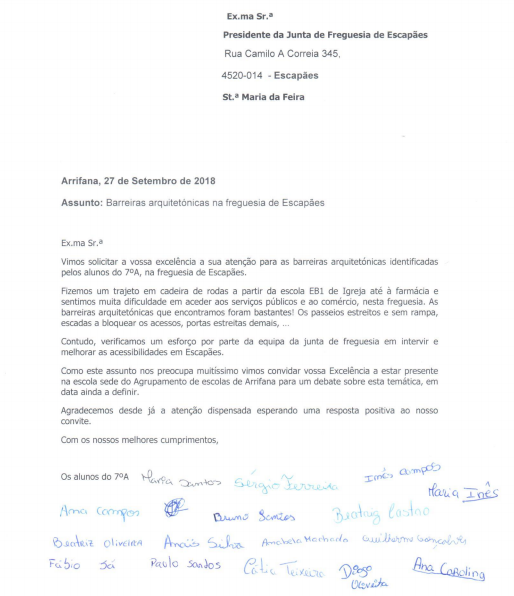 Ex.ma Sr.ª
Presidente da Junta de Freguesia de Escapães
Rua Camilo A Correia 345,
4520-014 - Escapães
St.ª Maria da Feira
Arrifana, 27 de Setembro de 2018
Assunto: Barreiras arquitetónicas na freguesia de Escapães
Ex.ma Sr.ª
Vimos solicitar a vossa excelência a sua atenção para as barreiras arquitetónicas identificadas
pelos alunos do 7ºA, na freguesia de Escapães.
Fizemos um trajeto em cadeira de rodas a partir da escola EB1 de Igreja até à farmácia e
sentimos muita dificuldade em aceder aos serviços públicos e ao comércio, nesta freguesia. As
barreiras arquitetónicas que encontramos foram bastantes! Os passeios estreitos e sem rampa,
escadas a bloquear os acessos, portas estreitas demais, ...
Contudo, verificamos um esforço por parte da equipa da junta de freguesia em intervir e
melhorar as acessibilidades em Escapães.
Como este assunto nos preocupa muitíssimo vimos convidar vossa Excelência a estar presente
na escola sede do Agrupamento de escolas de Arrifana para um debate sobre esta temática, em
data ainda a definir.
Agradecemos desde já a atenção dispensada esperando uma resposta positiva ao nosso
convite.
Com os nossos melhores cumprimentos,
Os alunos do 7ºA Maria Santos Sérgio Ferreira Inês Campos
Maria Inês
Ana Campos Bruno Santos Beatriz Castro
Beatriz Oliveira Anaís Silva Anabela Machado Guilherme Gonçalves
Fábio Sá Paulo Santos Cátia Teixeira Diogo Oliveira Ana Carolina